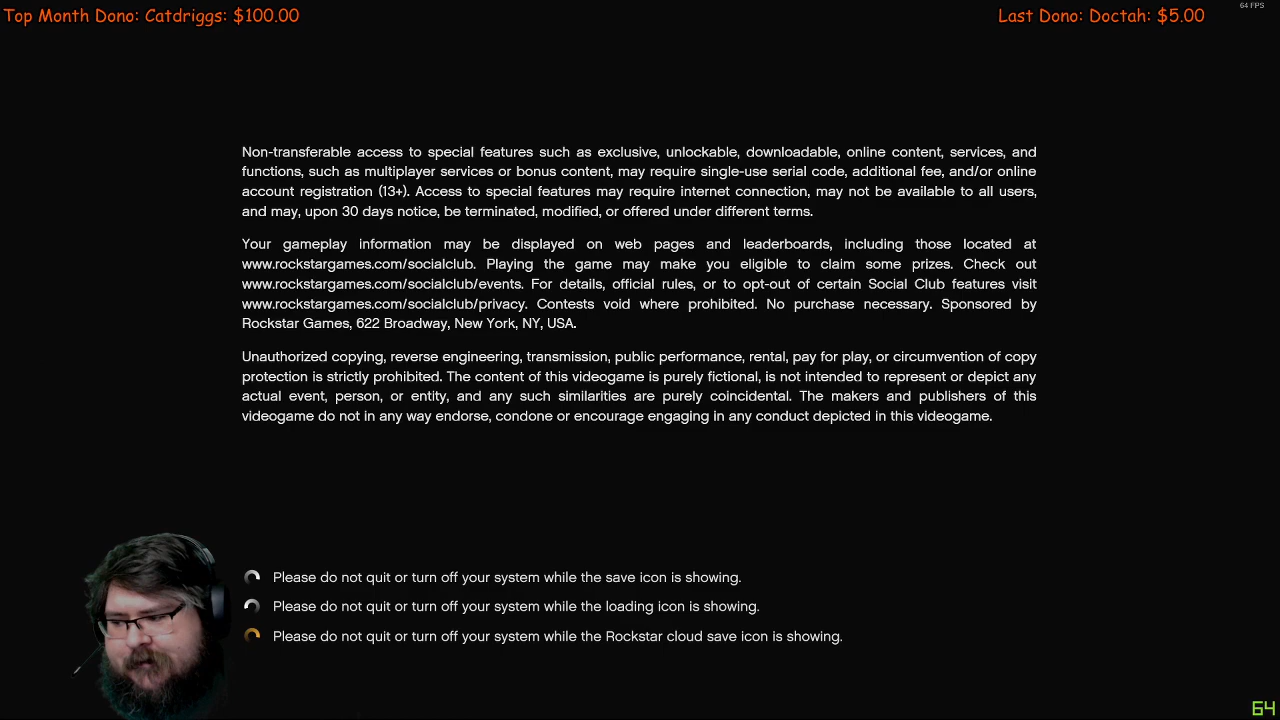 Top Month Dono: Catdriggs: $100.00
Last Dono: Doctah: $5.00
64 FPS
Non-transferable access to special features such as exclusive, unlockable, downloadable, online content, services, and
functions, such as multiplayer services or bonus content, may require single-use serial code, additional fee, and/or online
account registration (13+). Access to special features may require internet connection, may not be available to all users,
and may, upon 30 days notice, be terminated, modified, or offered under different terms.
Your gameplay information may be displayed on web pages and leaderboards, including those located at
www.rockstargames.com/socialclub. Playing the game may make you eligible to claim some prizes. Check out
www.rockstargames.com/socialclub/events. For details, official rules, or to opt-out of certain Social Club features visit
www.rockstargames.com/socialclub/privacy. Contests void where prohibited. No purchase necessary. Sponsored by
Rockstar Games, 622 Broadway, New York, NY, USA.
Unauthorized copying, reverse engineering, transmission, public performance, rental, pay for play, or circumvention of copy
protection is strictly prohibited. The content of this videogame is purely fictional, is not intended to represent or depict any
actual event, person, or entity, and any such similarities are purely coincidental. The makers and publishers of this
videogame do not in any way endorse, condone or encourage engaging in any conduct depicted in this videogame.
Please do not quit or turn off your system while the save icon is showing.
Please do not quit or turn off your system while the loading icon is showing.
Please do not quit or turn off your system while the Rockstar cloud save icon is showing.
64